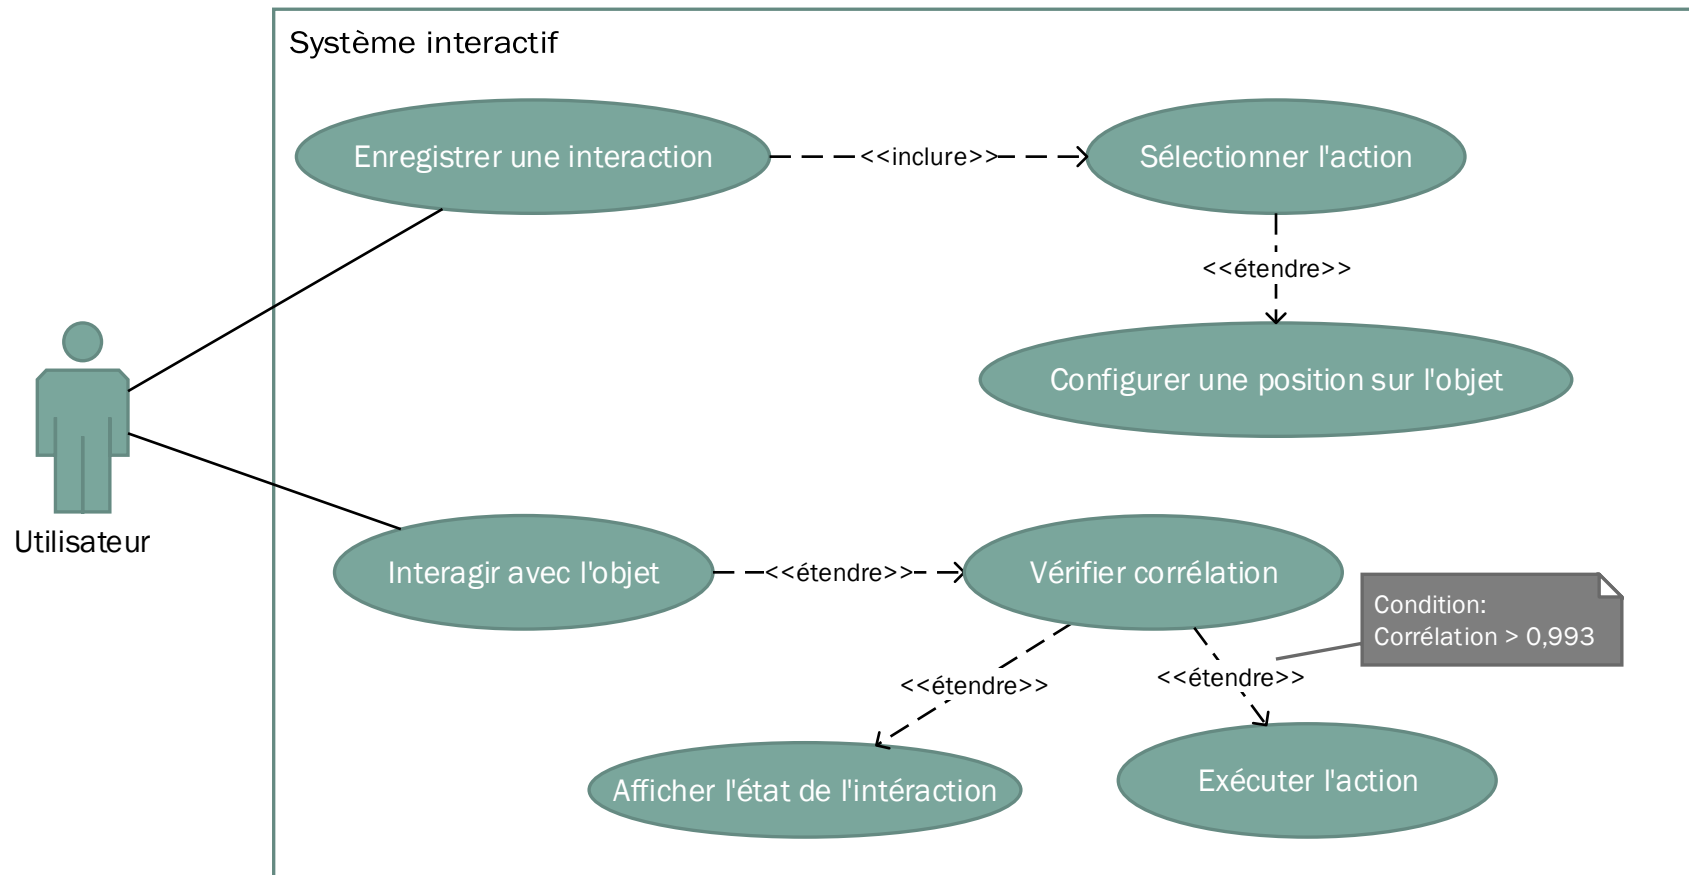 Système interactif
Enregistrer une interaction
<<inclure>>
Sélectionner l'action
<<étendre>>
Configurer une position sur l'objet
Utilisateur
Interagir avec l'objet
<<étendre>>
Vérifier corrélation
Condition:
Corrélation > 0,993
<<étendre>>
<<étendre>>
Afficher l'état de l'intéraction
Exécuter l'action